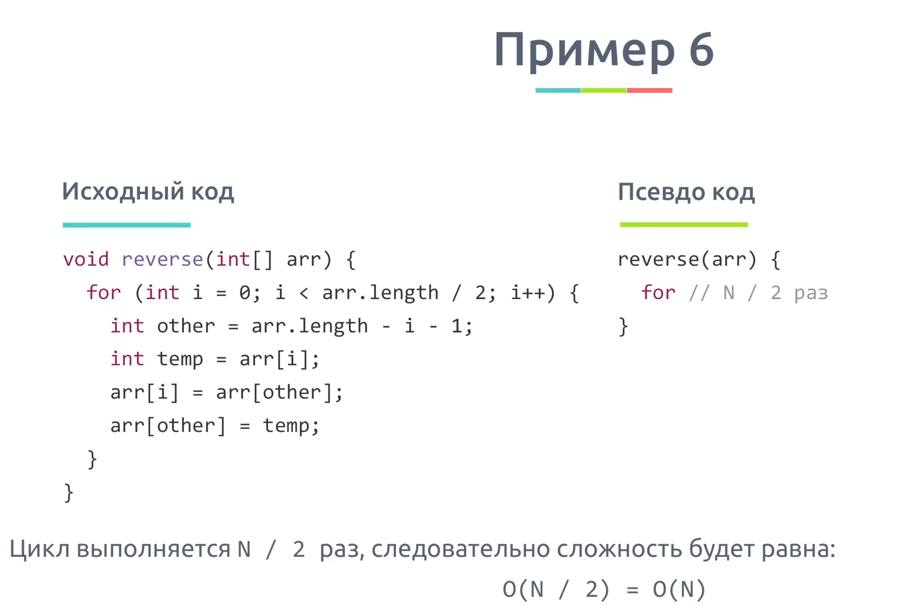 Пример 6
Исходный код
void reverse(int[] arr) {
for (int i = 0; i < arr.length / 2; i++) {
int other = arr.length - i - 1;
int temp = arr[i];
arr[i] = arr[other];
arr[other] = temp;
}
}
Псевдо код
reverse(arr) {
for // N / 2 раз
}
Цикл выполняется N / 2 раз, следовательно сложность будет равна:
O(N / 2) = O(N)